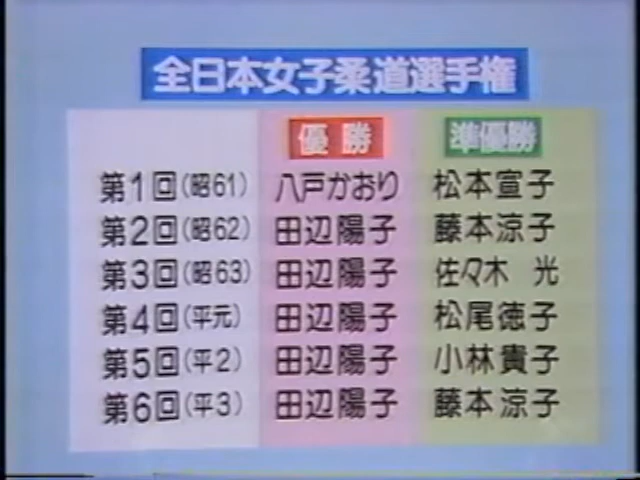 全日本女子柔道選手権
優勝 準優勝
第1回(昭61) 八戸かおり 松本宣子
第2回(昭62) 田辺陽子 藤本涼子
第3回(昭63) 田辺陽子 佐々木 光
第4回(平元) 田辺陽子 松尾徳子
第5回(平2) 田辺陽子 小林貴子
第6回(平3) 田辺陽子 藤本涼子